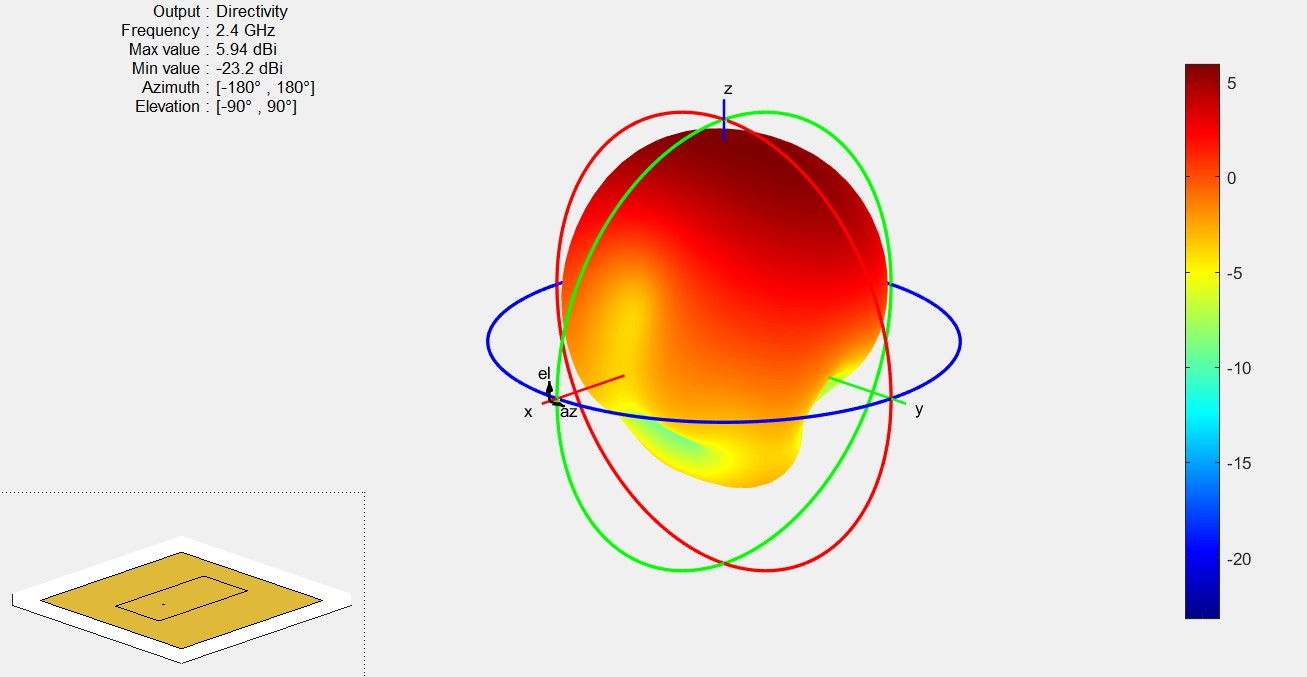 Output : Directivity
Frequency : 2.4 GHz
Max value : 5.94 dBi
Min value : -23.2 dBi
Azimuth : [-180° , 180°]
Elevation : [-90° , 90°]
z
el
x
az
y
5
0
-5
-10
-15
-20